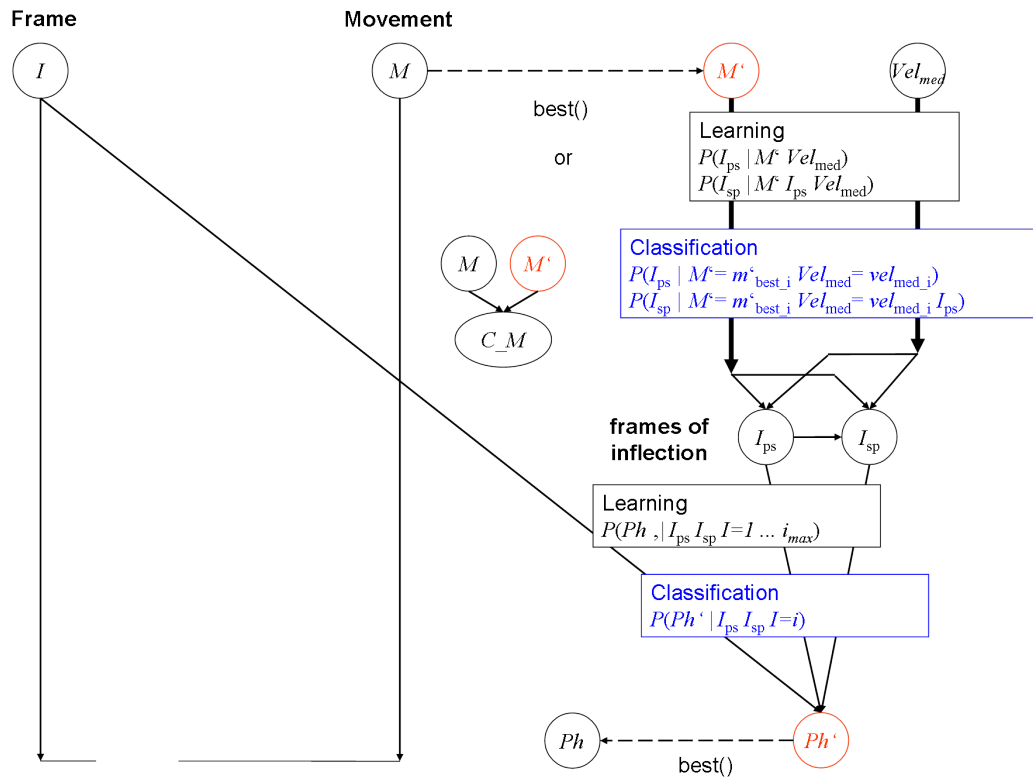 Frame
Movement
I
M
M‘
Vel_med
best()
or
Learning
P(I_ps | M‘ Vel_med)
P(I_sp | M‘ I_ps Vel_med)
M
M‘
C_M
Classification
P(I_ps | M‘= m‘_best_i Vel_med= vel_med_i)
P(I_sp | M‘= m‘_best_i Vel_med= vel_med_i I_ps)
frames of
inflection
I_ps
I_sp
Learning
P(Ph ,| I_ps I_sp I=1 ... i_max)
Classification
P(Ph‘ | I_ps I_sp I=i)
Ph
Ph‘
best()